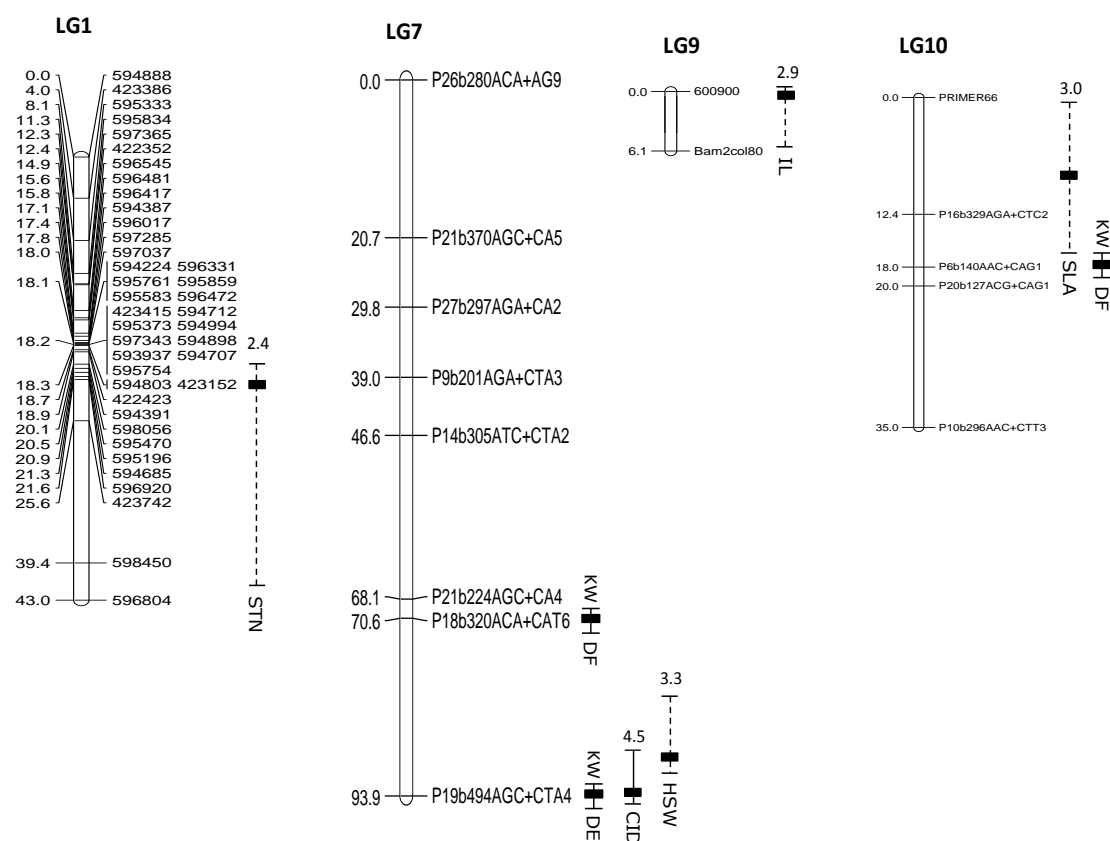 LG1
0.0 594888
4.0 423386
8.1 595333
11.3 595834
12.3 597365
12.4 422352
14.9 596545
15.6 596481
15.8 596417
17.1 594387
17.4 596017
17.8 597285
18.0 597037
594224 596331
18.1 595761 595859
595583 596472
423415 594712
595373 594994
18.2 597343 594898
593937 594707
595754
18.3 594803 423152
18.7 422423
18.9 594391
20.1 598056
20.5 595470
20.9 595196
21.3 594685
21.6 596920
25.6 423742
39.4 598450
43.0 596804
2.4
STN
LG7
0.0 P26b280ACA+AG9
20.7 P21b370AGC+CA5
29.8 P27b297AGA+CA2
39.0 P9b201AGA+CTA3
46.6 P14b305ATC+CTA2
68.1 P21b224AGC+CA4
70.6 P18b320ACA+CAT6
93.9 P19b494AGC+CTA4
KW
DF
KW
DE
4.5
CID
3.3
HSW
LG9
0.0 600900
6.1 Bam2col80
2.9
IL
LG10
0.0 PRIMER66
12.4 P16b329AGA+CTC2
18.0 P6b140AAC+CAG1
20.0 P20b127ACG+CAG1
35.0 P10b296AAC+CTT3
3.0
SLA
KW
DF